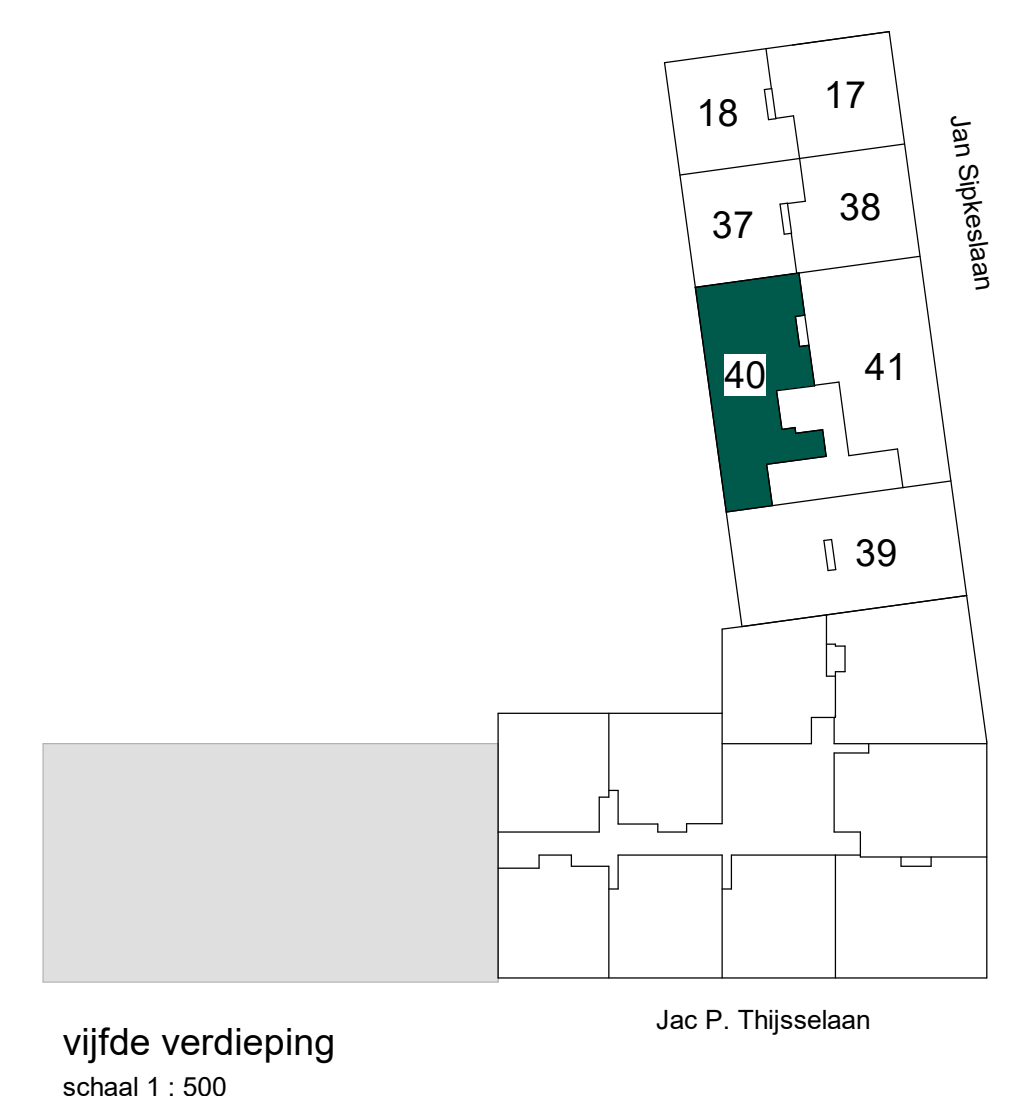 18
17
Jan Sipkeslaan
37
38
40
41
39
Jac P. Thijsselaan
vijfde verdieping
schaal 1 : 500